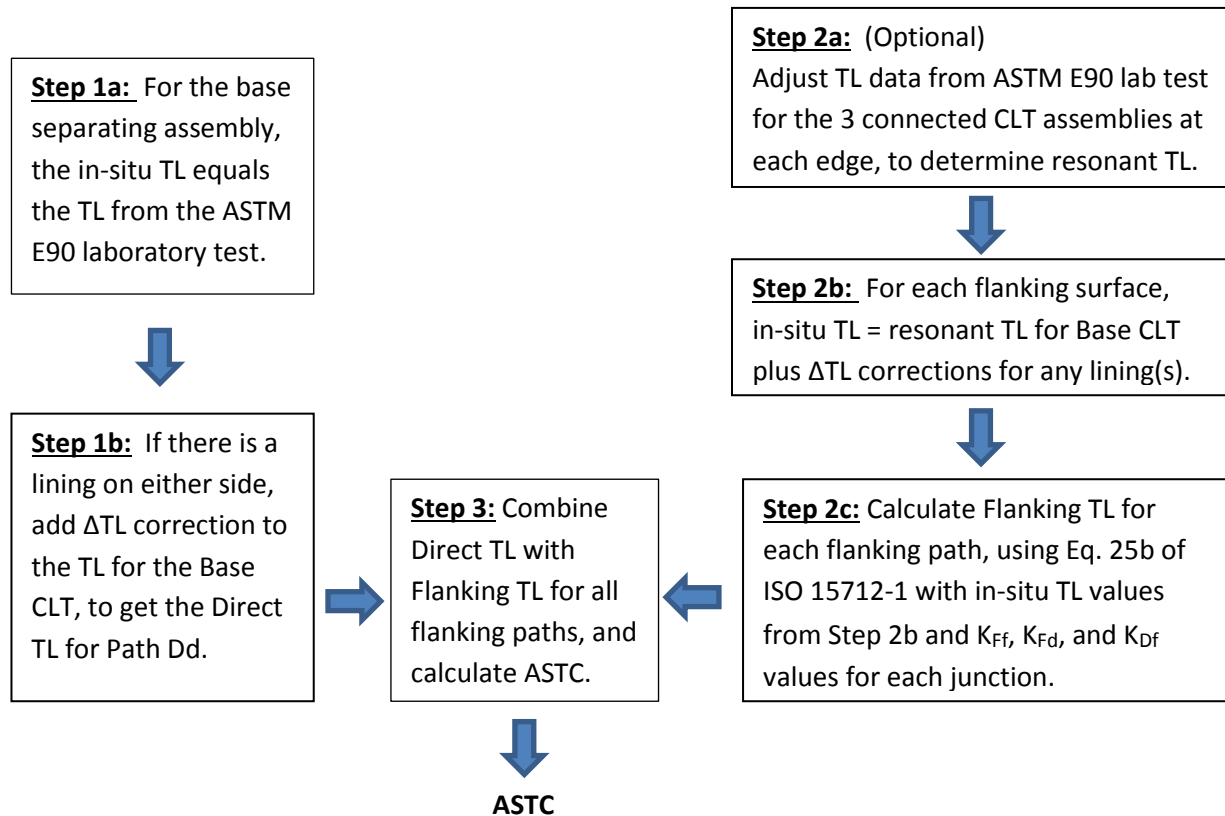 Step 1a: For the base
separating assembly,
the in-situ TL equals
the TL from the ASTM
E90 laboratory test.
Step 1b: If there is a
lining on either side,
add ΔTL correction to
the TL for the Base
CLT, to get the Direct
TL for Path Dd.
Step 2a: (Optional)
Adjust TL data from ASTM E90 lab test
for the 3 connected CLT assemblies at
each edge, to determine resonant TL.
Step 2b: For each flanking surface,
in-situ TL = resonant TL for Base CLT
plus ΔTL corrections for any lining(s).
Step 2c: Calculate Flanking TL for
each flanking path, using Eq. 25b of
ISO 15712-1 with in-situ TL values
from Step 2b and KFf, KFd, and KDf
values for each junction.
Step 3: Combine
Direct TL with
Flanking TL for all
flanking paths, and
calculate ASTC.
ASTC